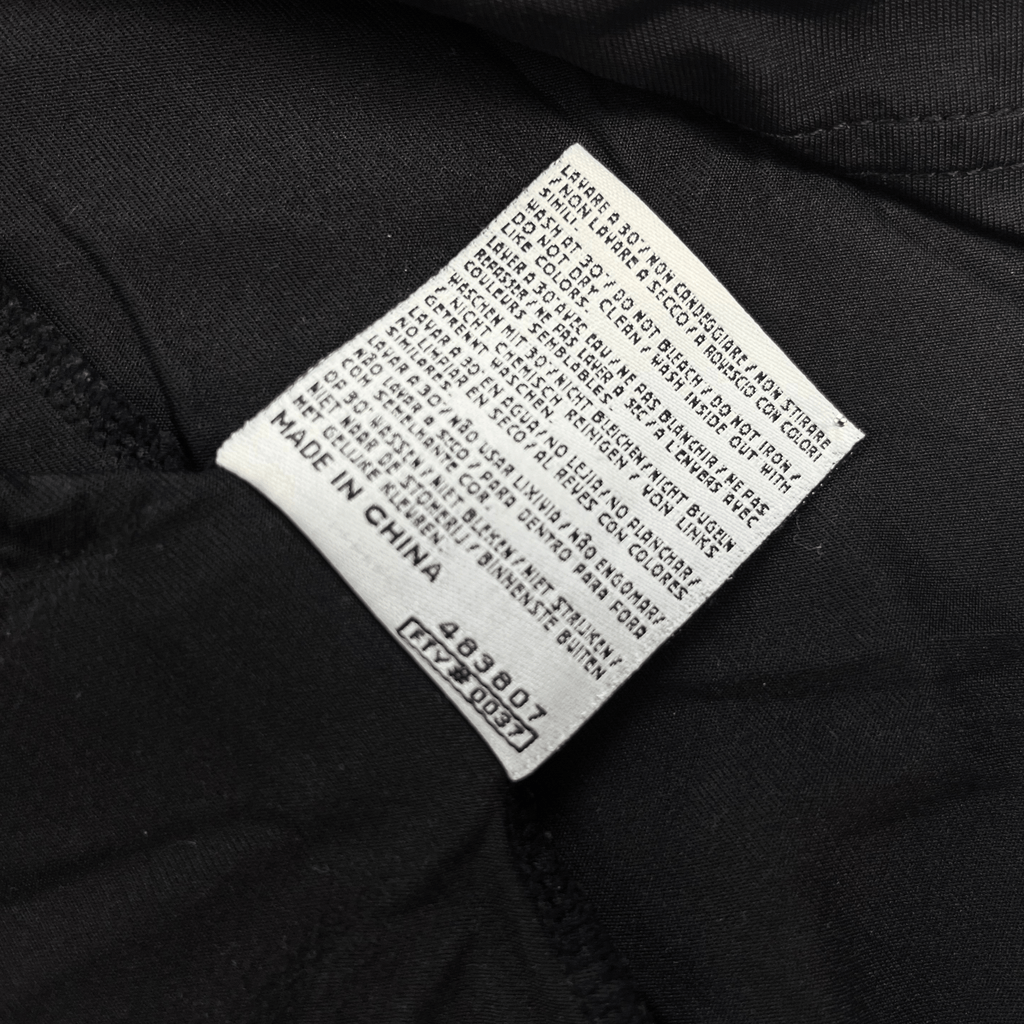 LAVARE A 30°/ NON CANDEGGIARE / NON STIRARE
/ NON LAVARE A SECCO / A ROVESCIO CON COLORI
SIMILI.
WASH AT 30°/ DO NOT BLEACH / DO NOT IRON /
DO NOT DRY CLEAN / WASH INSIDE OUT WITH
LIKE COLORS.
LAVER A 30° AVEC EAU / NE PAS BLANCHIR / NE PAS
REPASSER / NE PAS LAVER A SEC / A L'ENVERS AVEC
COULEURS SEMBLABLES.
WASCHEN MIT 30°/ NICHT BLEICHEN / NICHT BUGELN
/ NICHT CHEMISCH REINIGEN / VON LINKS
GETRENNT WASCHEN.
LAVAR A 30 EN AGUA / NO LEJIA / NO PLANCHAR /
NO LIMPIAR EN SECO / AL REVES CON COLORES
SIMILARES
LAVAR A 30°/ NÃO USAR LIXIVIA / NÃO ENGOMAR /
NÃO LAVAR A SECO / POR DENTRO PARA FORA
COM SEMELHANTE COR
OP 30° WASSEN / NIET BLEKEN / NIET STRIJKEN /
NIET NAAR DE STOMERIJ / BINNENSTE BUITEN
MET GELIJKE KLEUREN.
MADE IN CHINA
483807
FTY# 0037